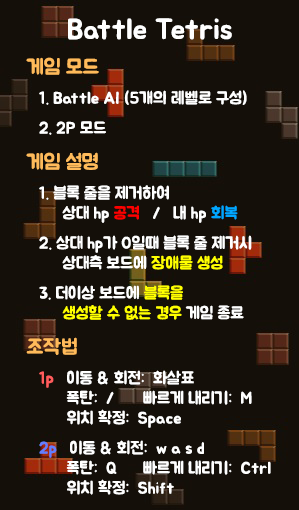 Battle Tetris
게임 모드
1. Battle AI (5개의 레벨로 구성)
2. 2P 모드
게임 설명
1. 블록 줄을 제거하여
상대 hp 공격 / 내 hp 회복
2. 상대 hp가 0일때 블록 줄 제거시
상대측 보드에 장애물 생성
3. 더이상 보드에 블록을
생성할 수 없는 경우 게임 종료
조작법
1p 이동 & 회전: 화살표
폭탄: / 빠르게 내리기: M
위치 확정: Space
2p 이동 & 회전: w a s d
폭탄: Q 빠르게 내리기: Ctrl
위치 확정: Shift